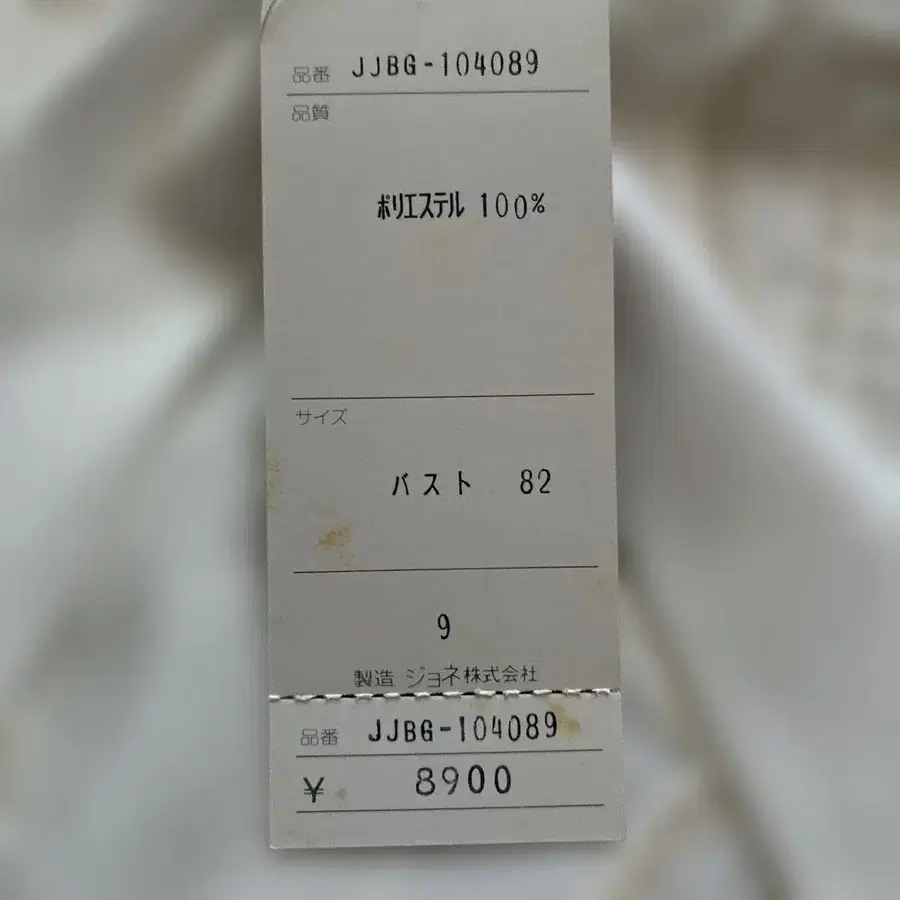 品番 JJBG-104089
品質
ポリエステル 100%
サイズ
バスト 82
9
製造 ジョネ株式会社
品番 JJBG-104089
¥ 8900